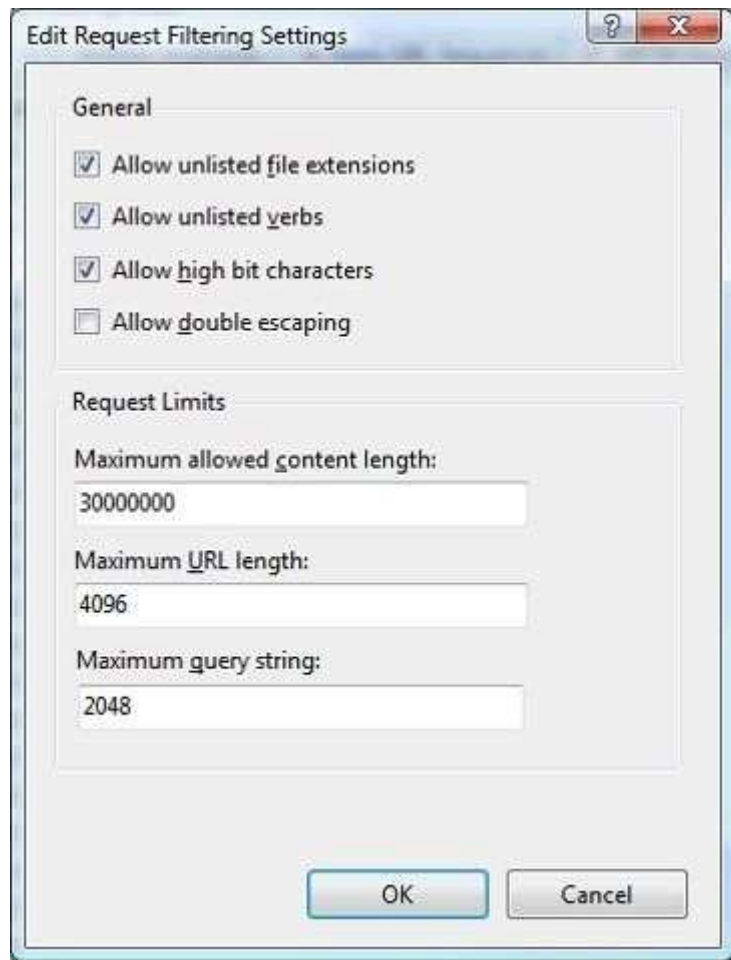 Edit Request Filtering Settings
General
Allow unlisted file extensions
Allow unlisted verbs
Allow high bit characters
Allow double escaping
Request Limits
Maximum allowed content length:
30000000
Maximum URL length:
4096
Maximum query string:
2048
OK Cancel